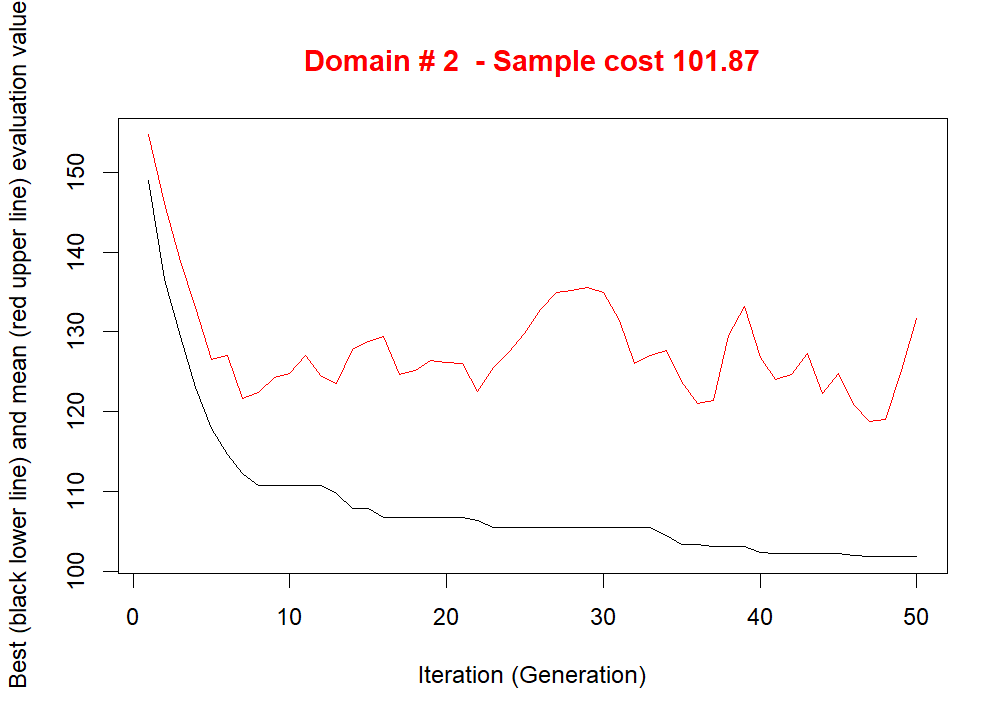 Domain # 2  - Sample cost 101.87
Best (black lower line) and mean (red upper line) evaluation value
150
140
130
120
110
100
0 10 20 30 40 50
Iteration (Generation)